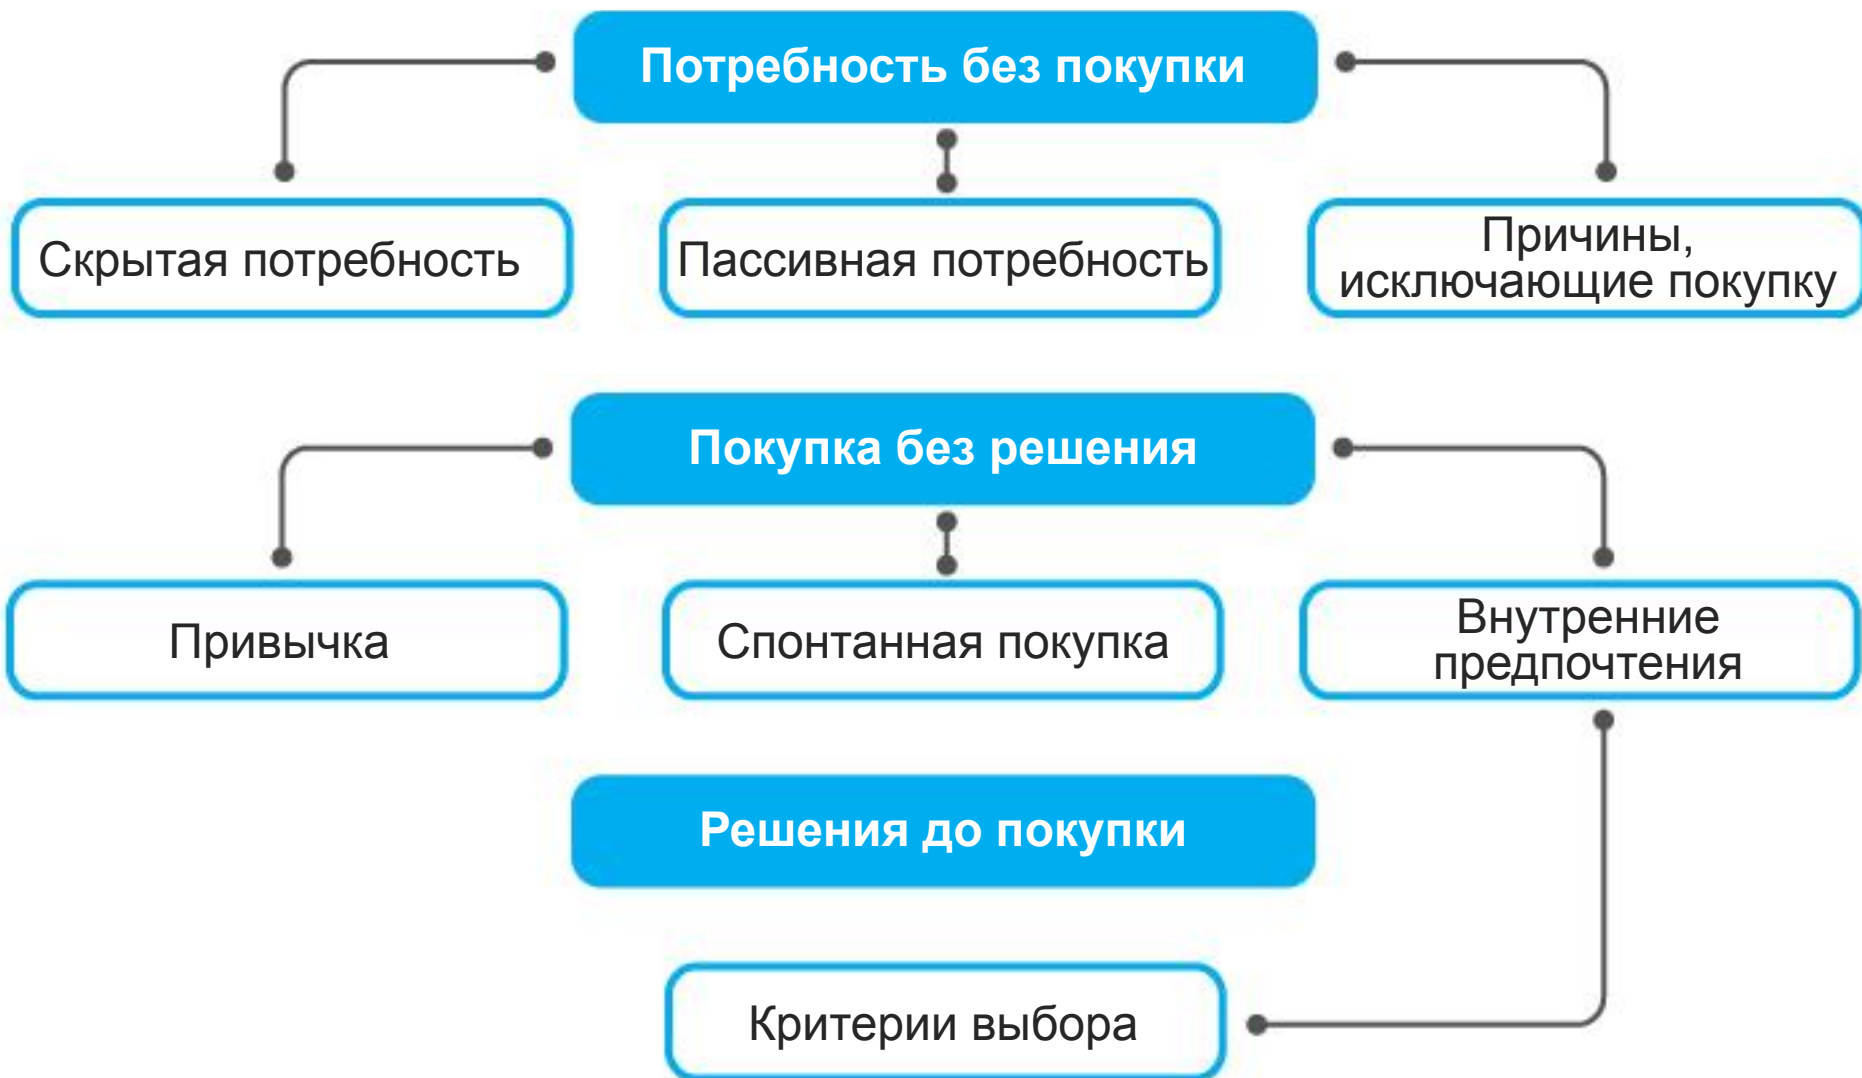 Потребность без покупки
Скрытая потребность
Пассивная потребность
Причины,
исключающие покупку
Покупка без решения
Привычка
Спонтанная покупка
Внутренние
предпочтения
Решения до покупки
Критерии выбора